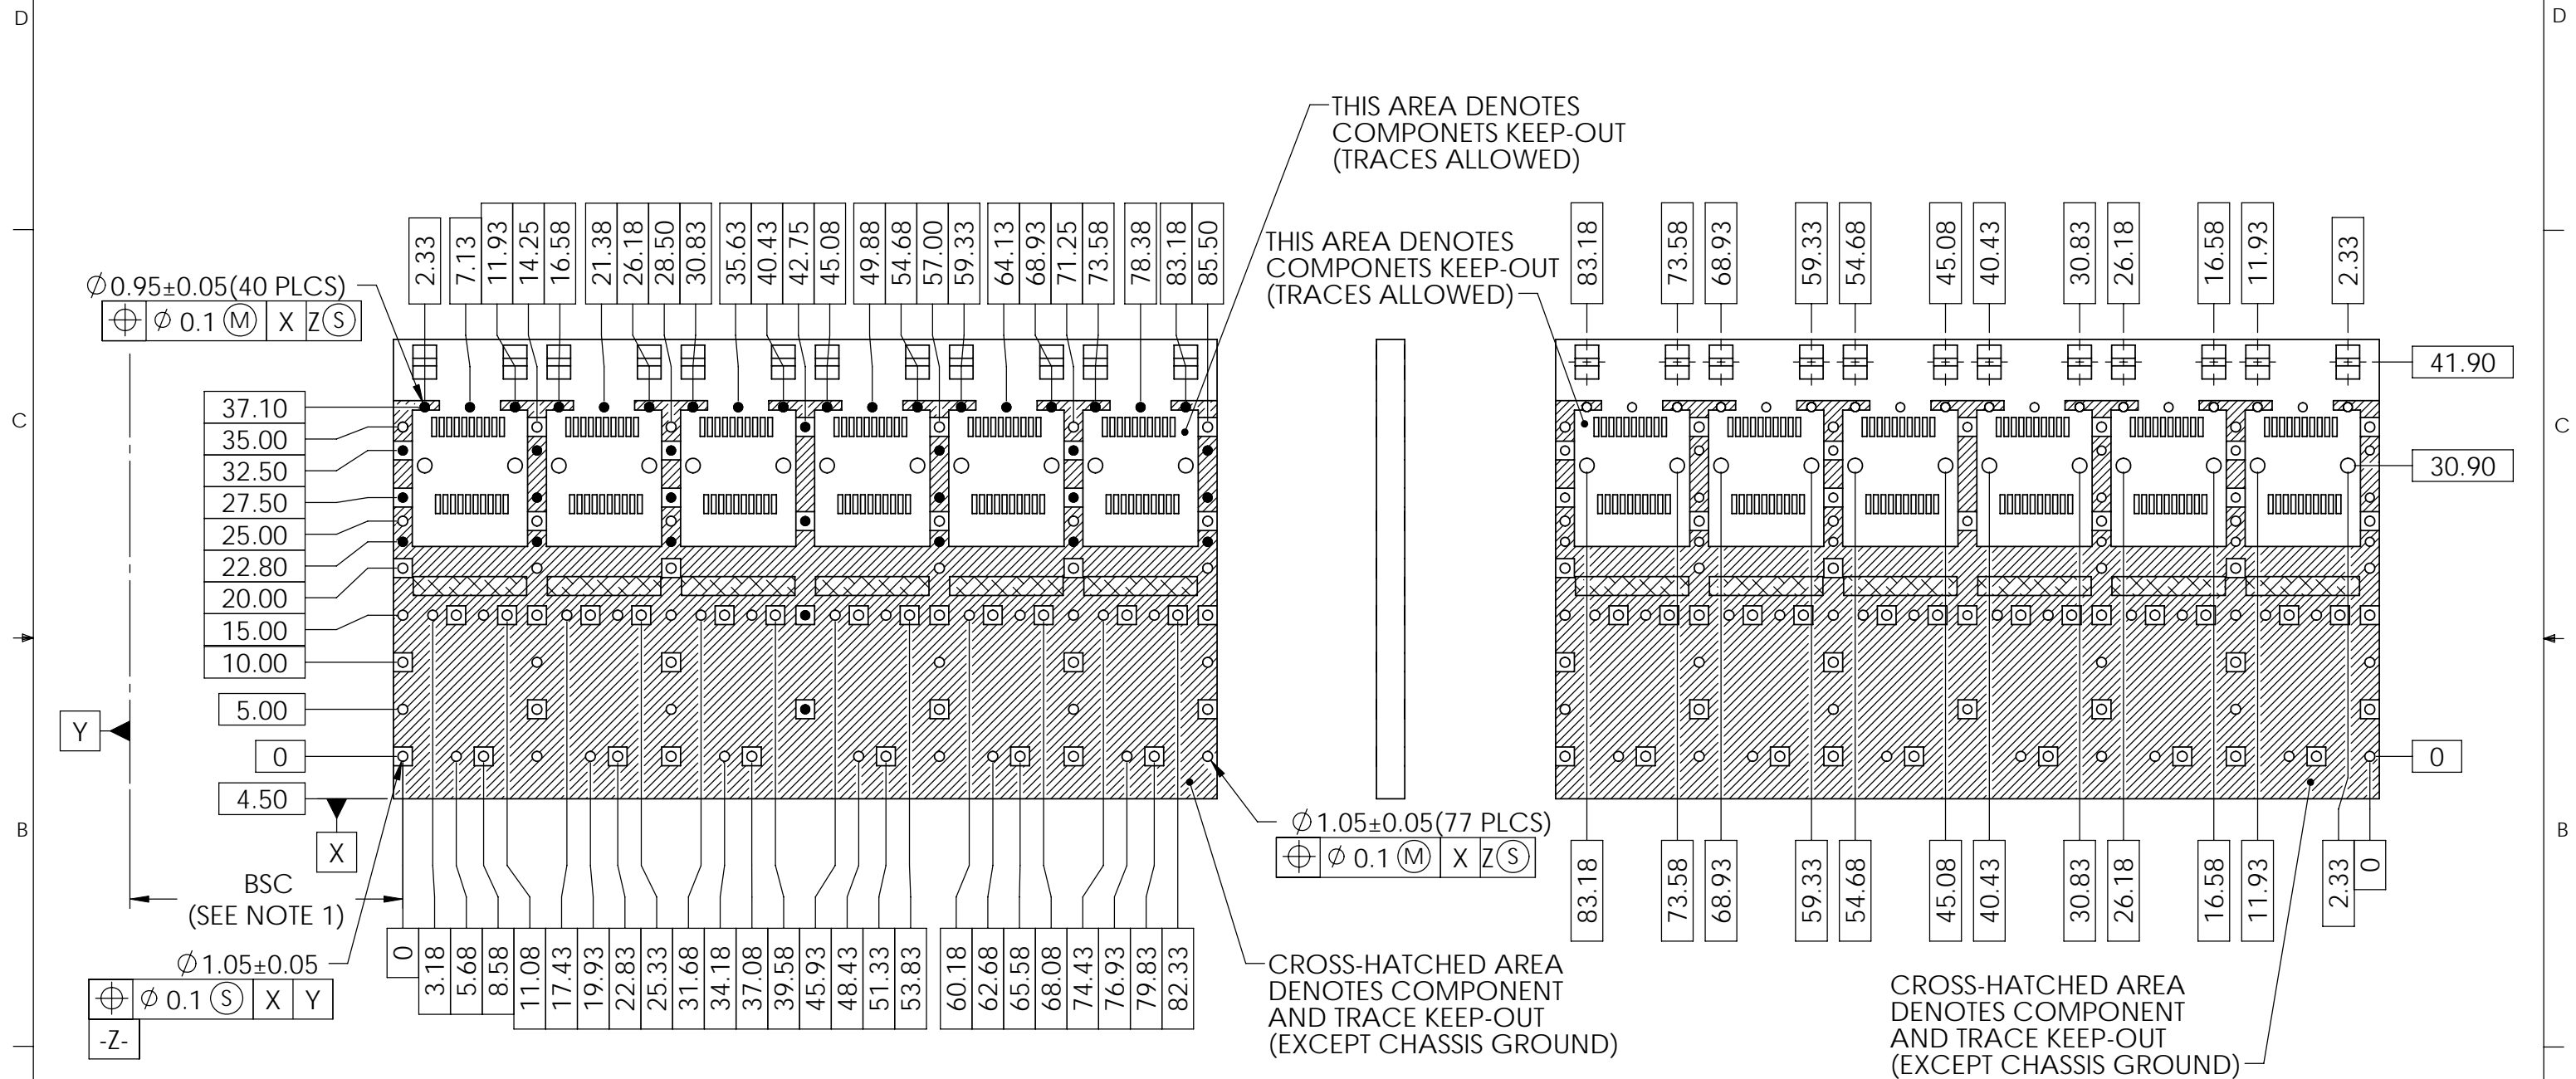 D
D
THIS AREA DENOTES
COMPONETS KEEP-OUT
(TRACES ALLOWED)
THIS AREA DENOTES
COMPONETS KEEP-OUT
(TRACES ALLOWED)
2.33
7.13
11.93
14.25
16.58
21.38
26.18
28.50
30.83
35.63
40.43
42.75
45.08
49.88
54.68
57.00
59.33
64.13
68.93
71.25
73.58
78.38
83.18
85.50
83.18
73.58
68.93
59.33
54.68
45.08
40.43
30.83
26.18
16.58
11.93
2.33
Ø0.95±0.05(40 PLCS)
⌖ Ø 0.1 Ⓜ X Z Ⓢ
41.90
C
C
37.10
35.00
32.50
27.50
25.00
22.80
20.00
15.00
10.00
5.00
0
4.50
30.90
0
Y
X
B
B
Ø1.05±0.05(77 PLCS)
⌖ Ø 0.1 Ⓜ X Z Ⓢ
BSC
(SEE NOTE 1)
Ø1.05±0.05
⌖ Ø 0.1 Ⓢ X Y
-Z-
0
3.18
5.68
8.58
11.08
17.43
19.93
22.83
25.33
31.68
34.18
37.08
39.58
45.93
48.43
51.33
53.83
60.18
62.68
65.58
68.08
74.43
76.93
79.83
82.33
83.18
73.58
68.93
59.33
54.68
45.08
40.43
30.83
26.18
16.58
11.93
2.33
0
CROSS-HATCHED AREA
DENOTES COMPONENT
AND TRACE KEEP-OUT
(EXCEPT CHASSIS GROUND)
CROSS-HATCHED AREA
DENOTES COMPONENT
AND TRACE KEEP-OUT
(EXCEPT CHASSIS GROUND)